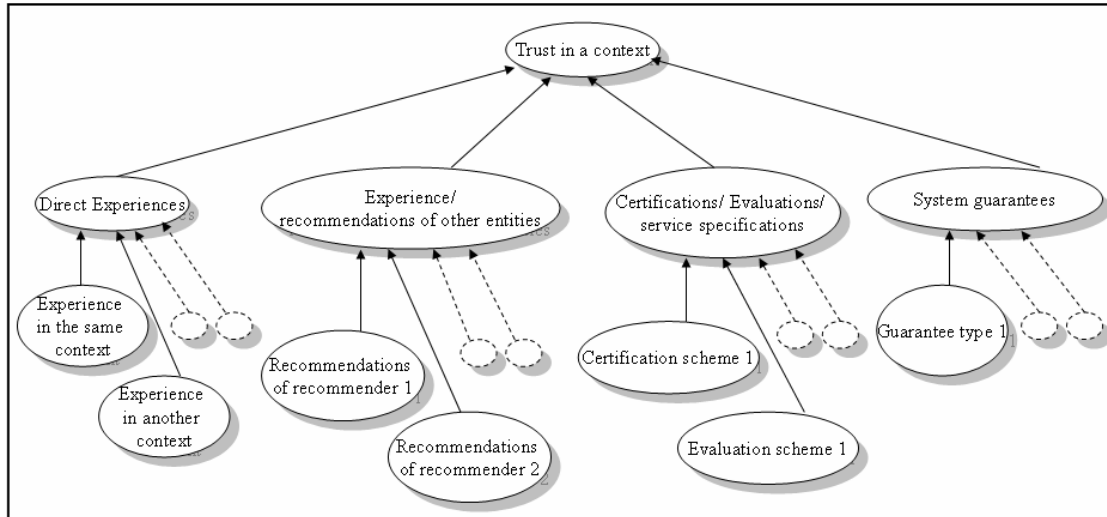 Trust in a context
Direct Experiences
Experience/
recommendations of other entities
Certifications/ Evaluations/
service specifications
System guarantees
Experience
in the same
context
Experience
in another
context
Recommendations
of recommender 1
Recommendations
of recommender 2
Certification scheme 1
Evaluation scheme 1
Guarantee type 1